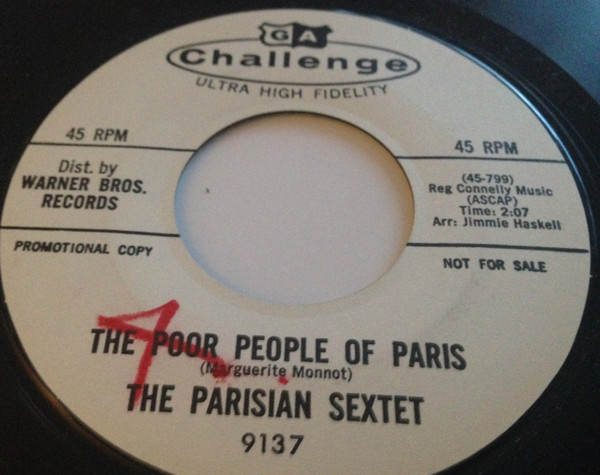 GA
Challenge
ULTRA HIGH FIDELITY
45 RPM
Dist. by
WARNER BROS.
RECORDS
PROMOTIONAL COPY
45 RPM
(45-799)
Reg Connelly Music
(ASCAP)
Time: 2:07
Arr: Jimmie Haskell
NOT FOR SALE
THE POOR PEOPLE OF PARIS
(Marguerite Monnot)
THE PARISIAN SEXTET
9137